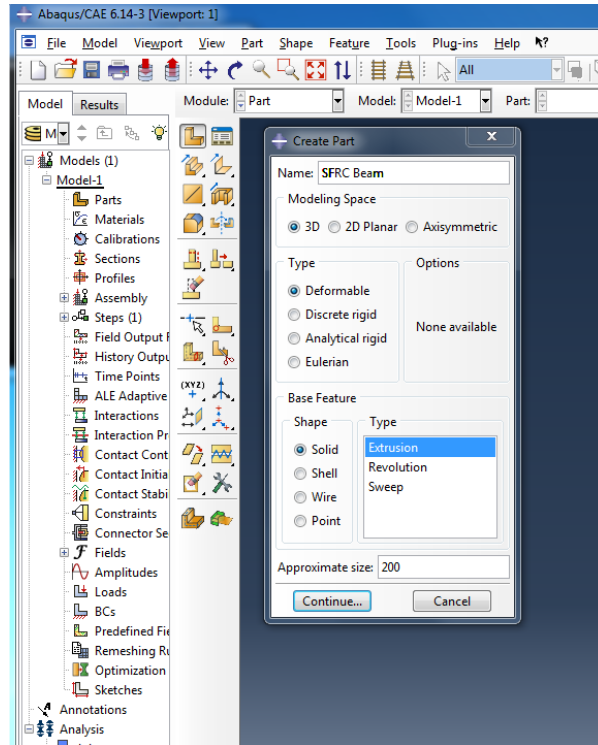 Abaqus/CAE 6.14-3 [Viewport: 1]
File Model Viewport View Part Shape Feature Tools Plug-ins Help
All
Model Results Module: Part Model: Model-1 Part:
M
Models (1)
Model-1
Parts
Materials
Calibrations
Sections
Profiles
Assembly
Steps (1)
Field Output F
History Outpu
Time Points
ALE Adaptive
Interactions
Interaction Pr
Contact Cont
Contact Initia
Contact Stabi
Constraints
Connector Se
Fields
Amplitudes
Loads
BCs
Predefined Fie
Remeshing Ru
Optimization
Sketches
Annotations
Analysis
(XYZ)
Create Part
Name: SFRC Beam
Modeling Space
3D 2D Planar Axisymmetric
Type
Deformable
Discrete rigid
Analytical rigid
Eulerian
Options
None available
Base Feature
Shape
Solid
Shell
Wire
Point
Type
Extrusion
Revolution
Sweep
Approximate size: 200
Continue... Cancel